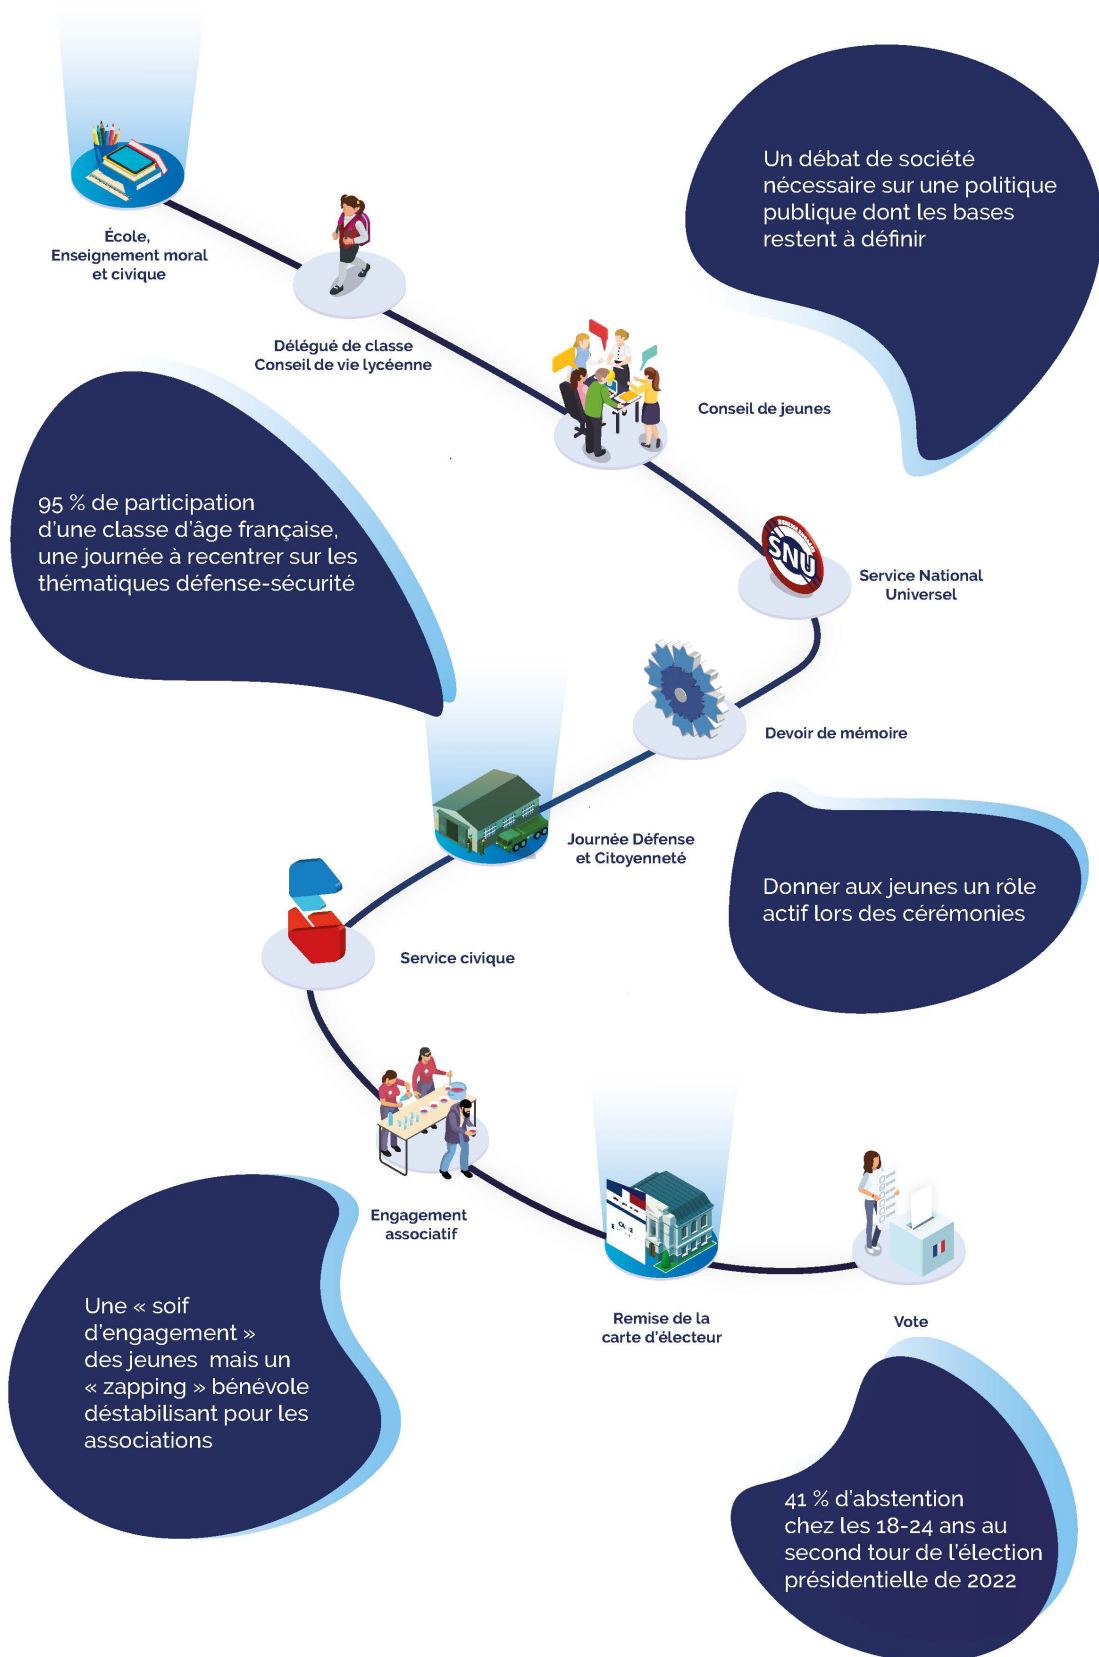 Un débat de société
nécessaire sur une politique
publique dont les bases
restent à définir
École,
Enseignement moral
et civique
Délégué de classe
Conseil de vie lycéenne
Conseil de jeunes
95 % de participation
d'une classe d'âge française,
une journée à recentrer sur les
thématiques défense-sécurité
SNU
Service National
Universel
Devoir de mémoire
Journée Défense
et Citoyenneté
Donner aux jeunes un rôle
actif lors des cérémonies
Service civique
Engagement
associatif
Remise de la
carte d'électeur
Vote
Une « soif
d'engagement »
des jeunes mais un
« zapping » bénévole
déstabilisant pour les
associations
41 % d'abstention
chez les 18-24 ans au
second tour de l'élection
présidentielle de 2022